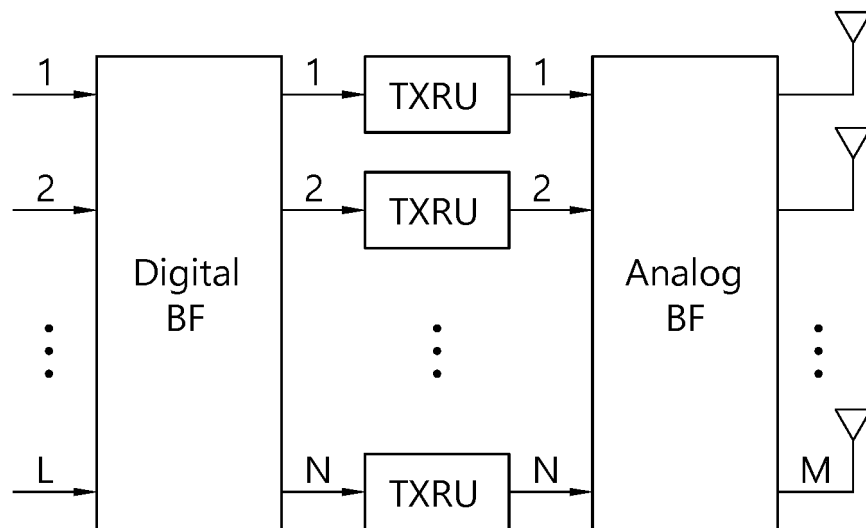 1 1 TXRU 1
2 2 TXRU 2
Digital Analog
BF BF
L N TXRU N M